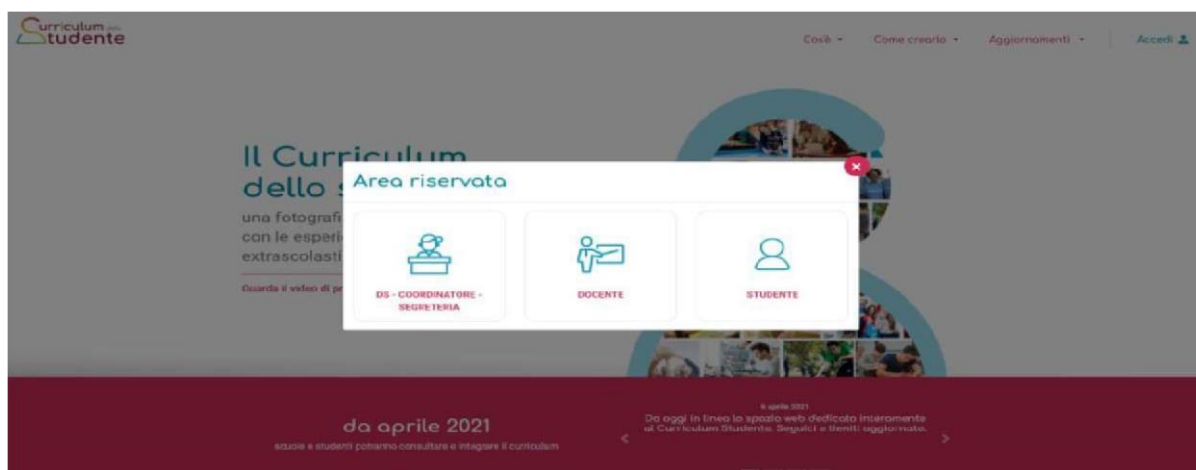 Curriculum dello
Studente
Cos'è
Come crearlo
Aggiornamenti
Accedi
Il Curriculum
dello s
Area riservata
una fotografi
con le esperi
extrascolasti
Guarda il video di pr
DS - COORDINATORE -
SEGRETERIA
DOCENTE
STUDENTE
da aprile 2021
scuole e studenti potranno consultare e integrare il curriculum
6 aprile 2021
Da oggi in linea lo spazio web dedicato interamente
al Curriculum Studente. Seguici e tieniti aggiornato.